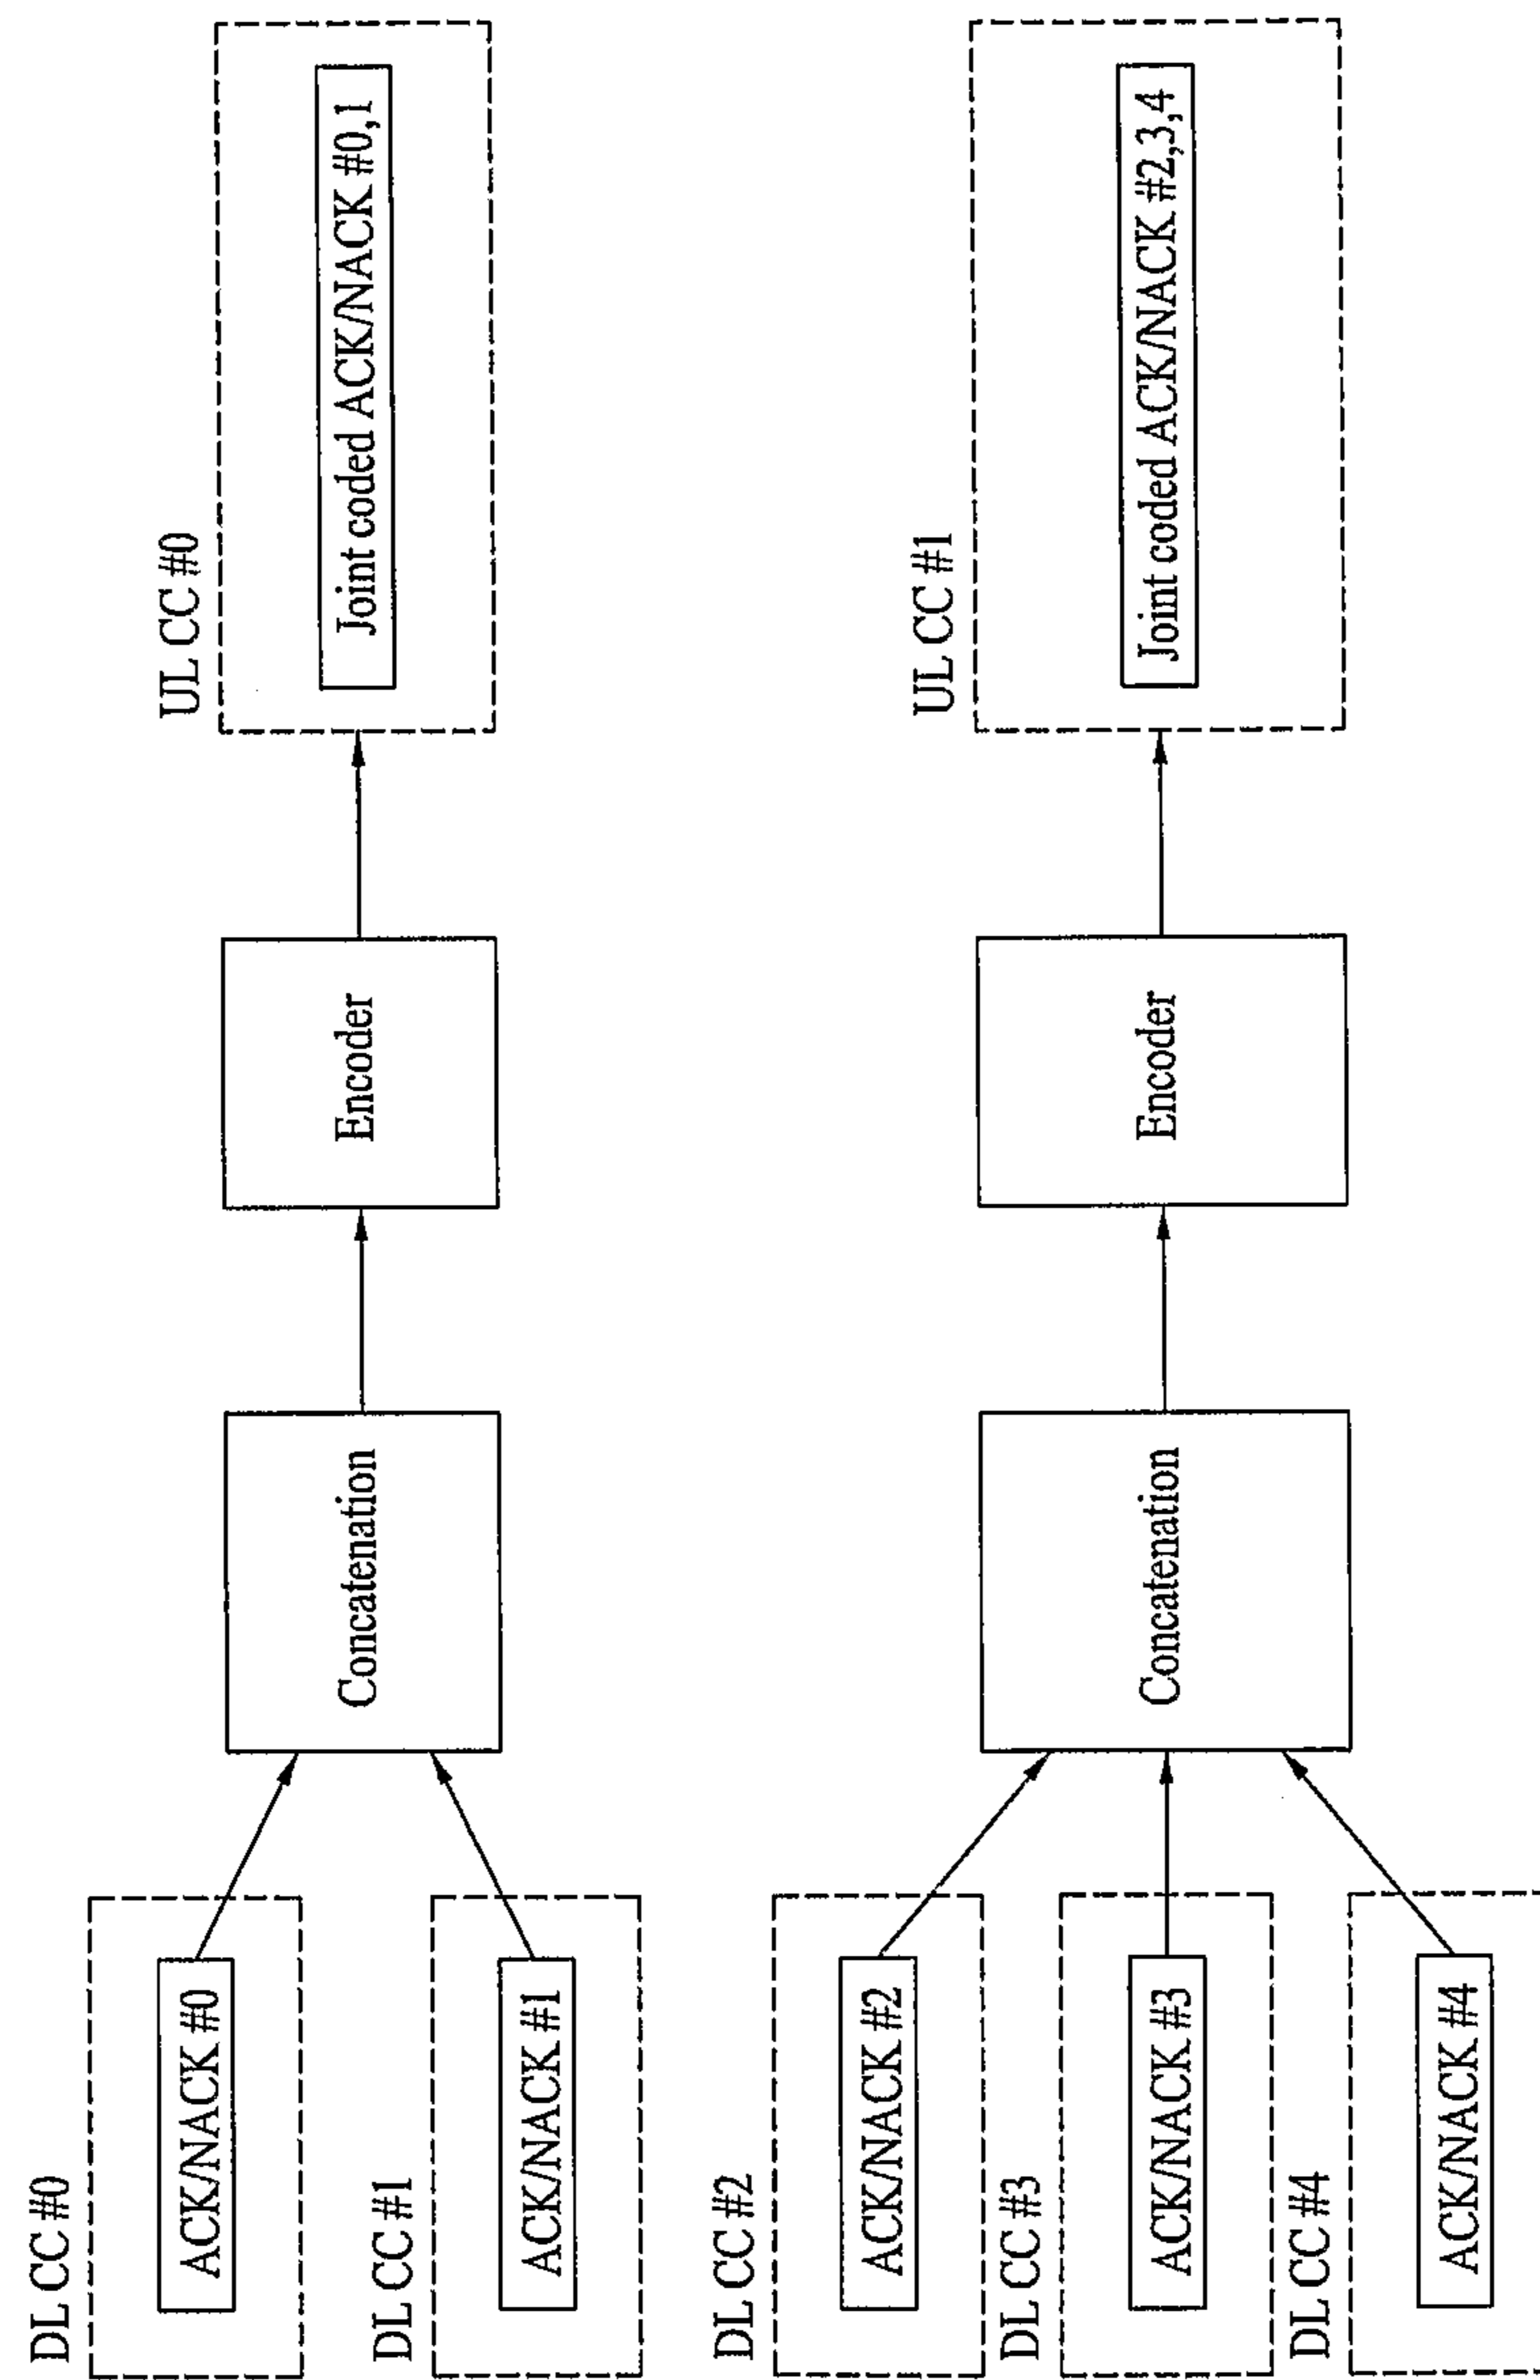 DL CC #0
ACK/NACK #0
DL CC #1
ACK/NACK #1
Concatenation
Encoder
UL CC #0
Joint coded ACK/NACK #0,1
DL CC #2
ACK/NACK #2
DL CC #3
ACK/NACK #3
DL CC #4
ACK/NACK #4
Concatenation
Encoder
UL CC #1
Joint coded ACK/NACK #2,3,4